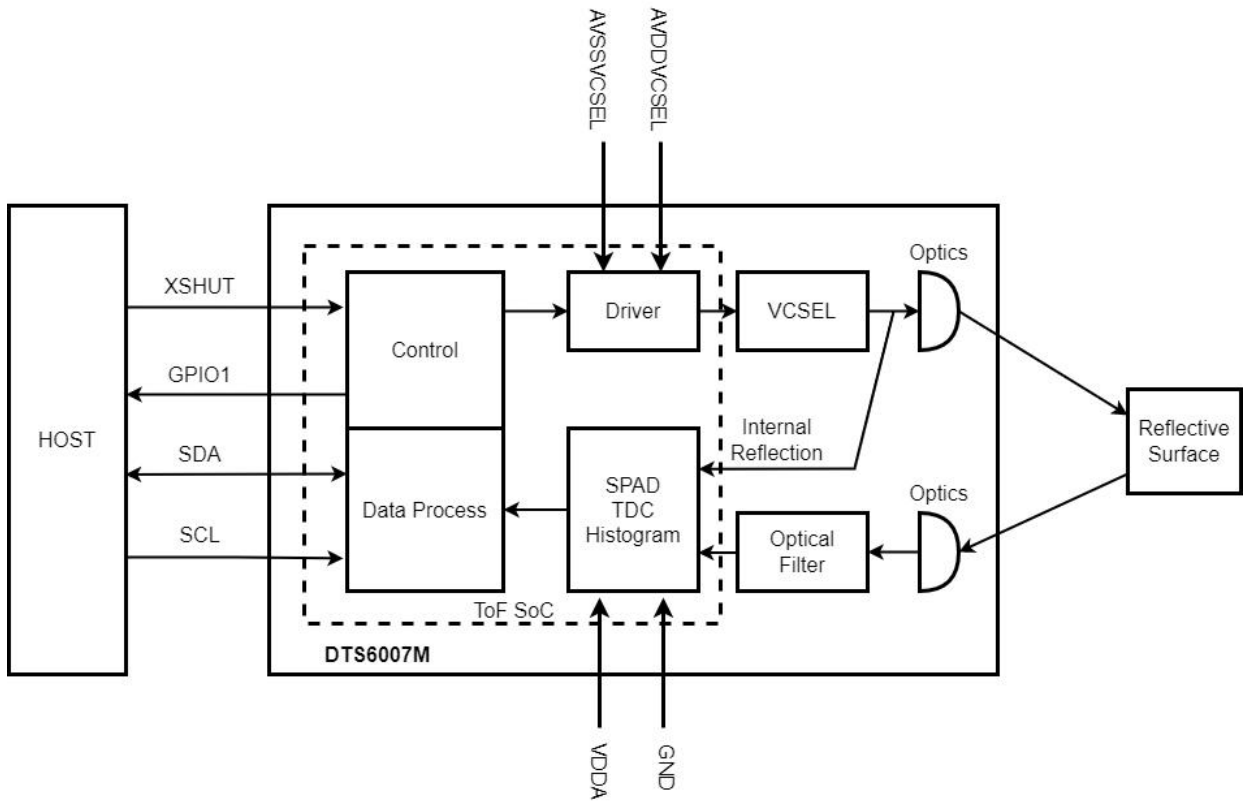 AVSSVCSEL
AVDDVCSEL
Optics
XSHUT
Driver
VCSEL
Control
GPIO1
HOST
Internal
Reflection
Reflective
Surface
SDA
SPAD
TDC
Histogram
Data Process
Optics
SCL
Optical
Filter
ToF SoC
DTS6007M
VDDA
GND